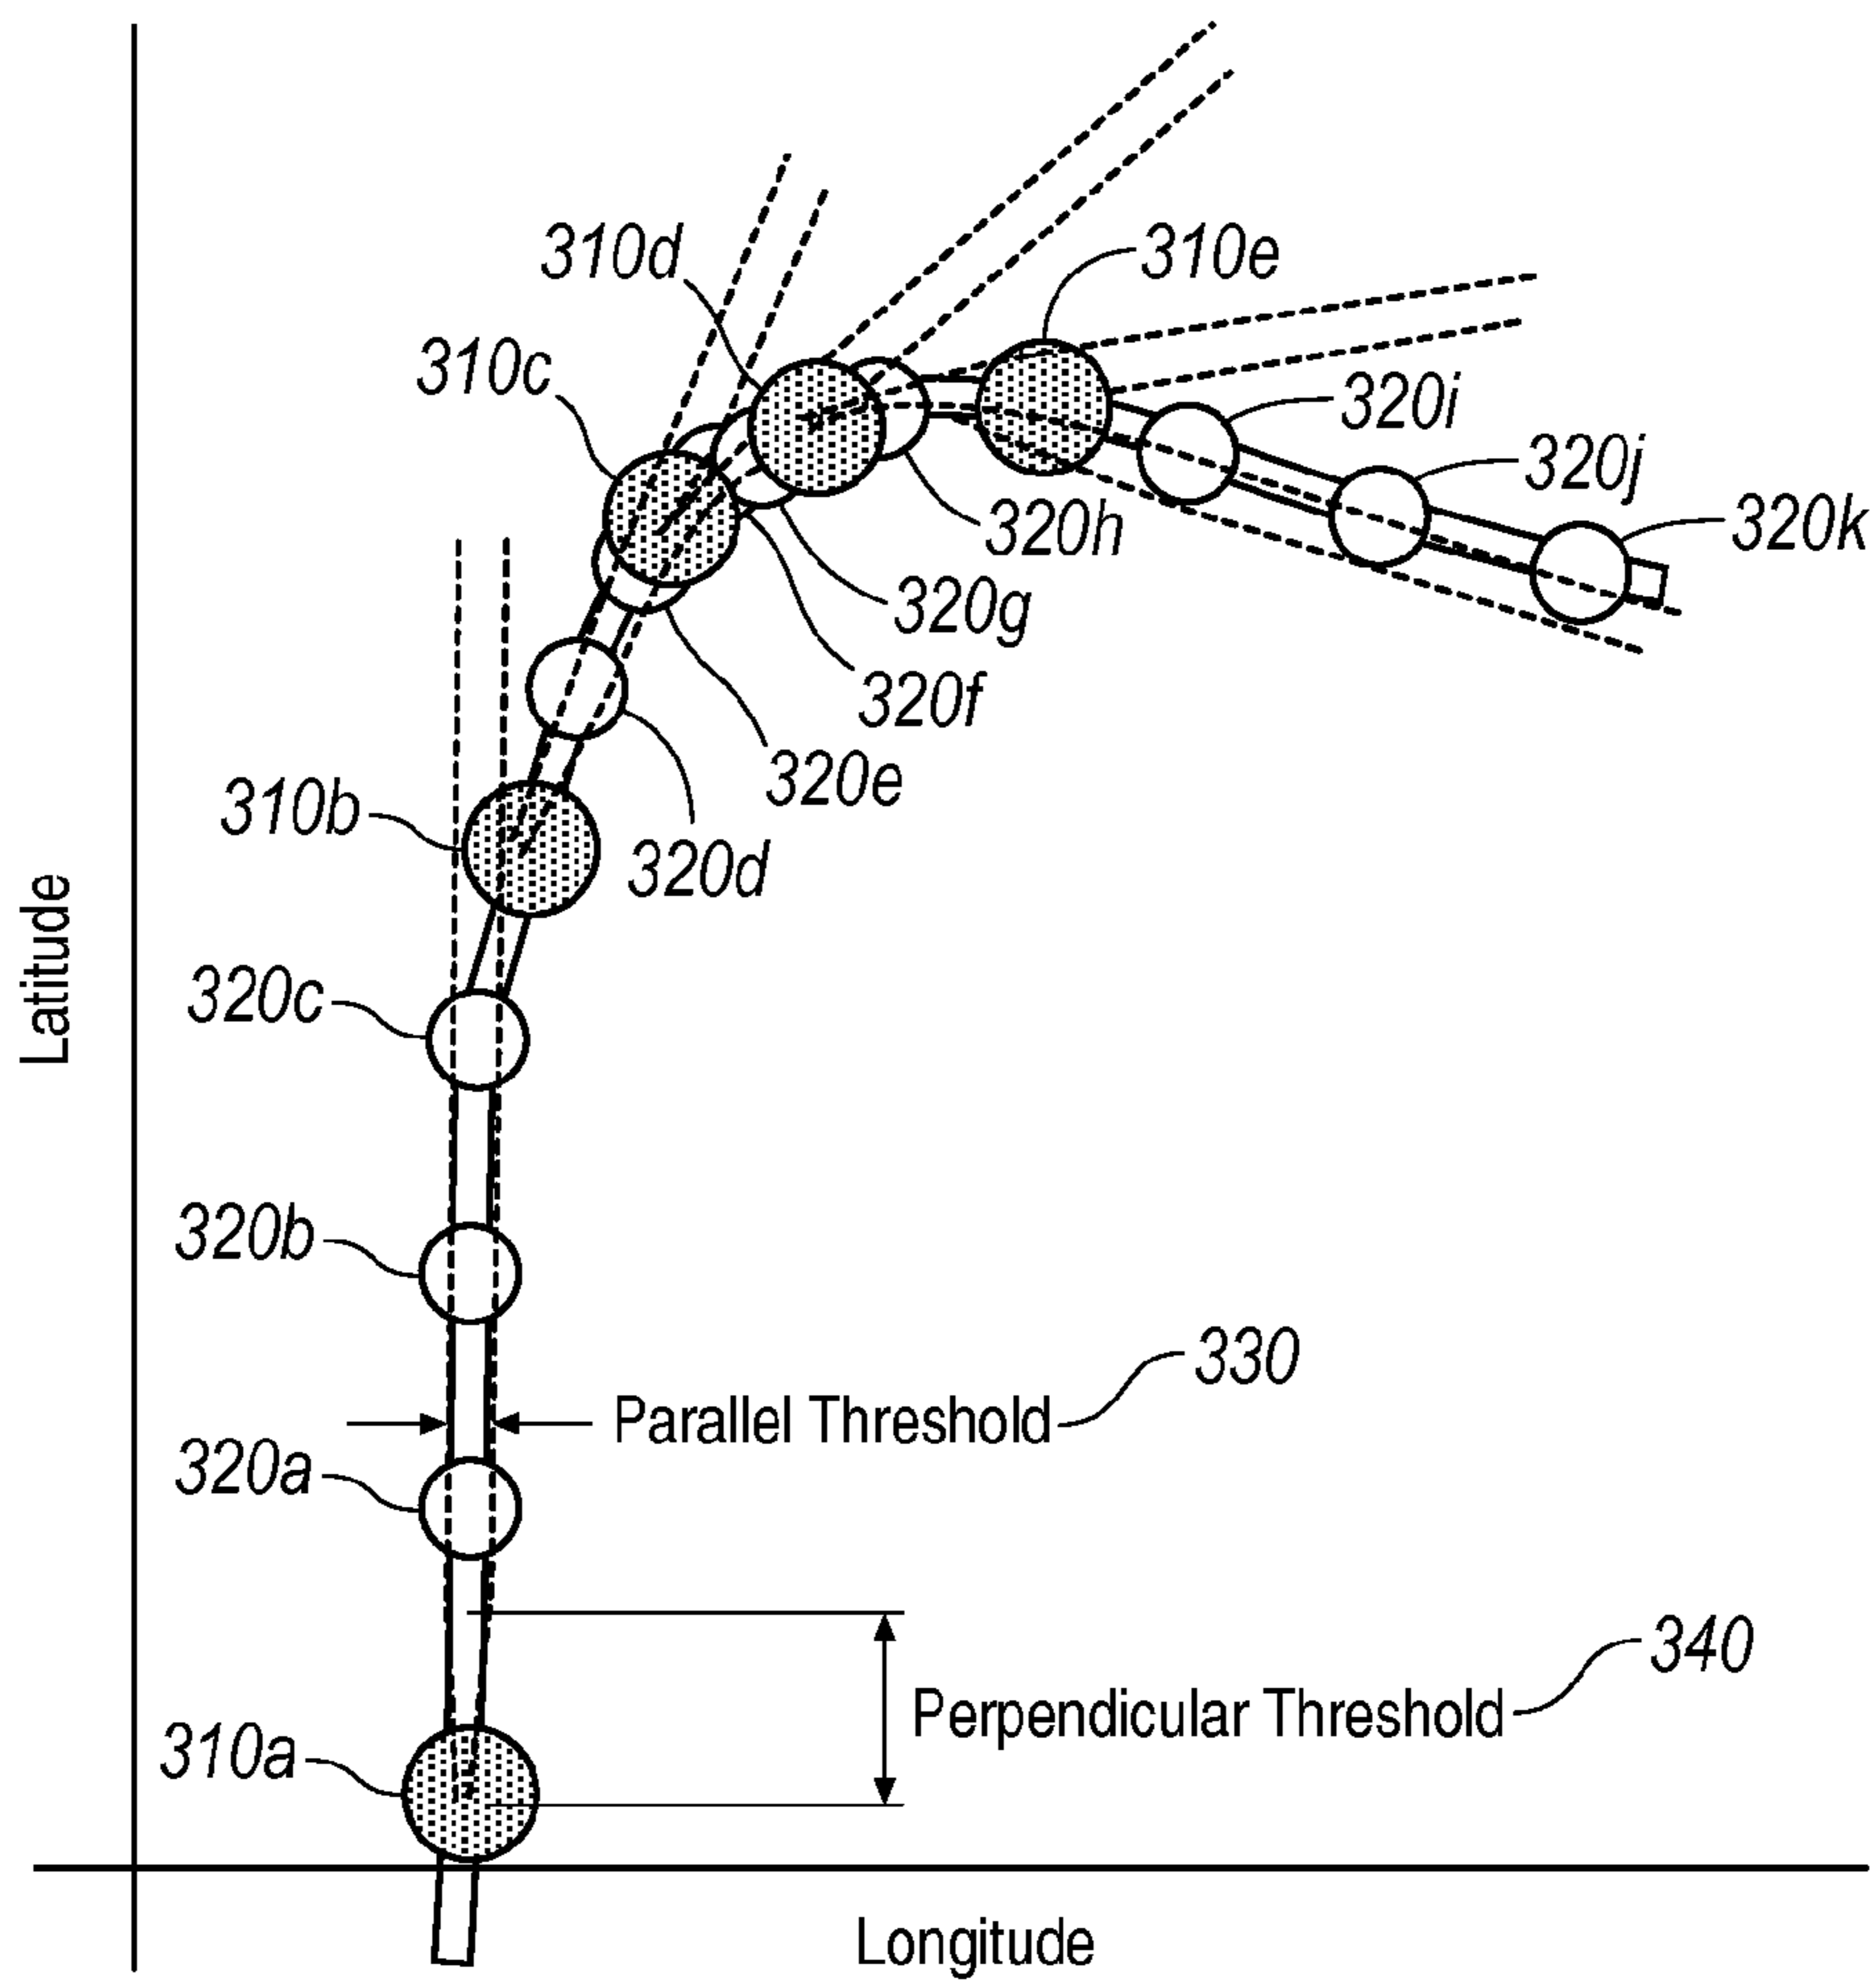 310d
310e
310c
320i
320j
320k
320h
320g
320f
320e
310b
320d
Latitude
320c
320b
330
Parallel Threshold
320a
340
Perpendicular Threshold
310a
Longitude